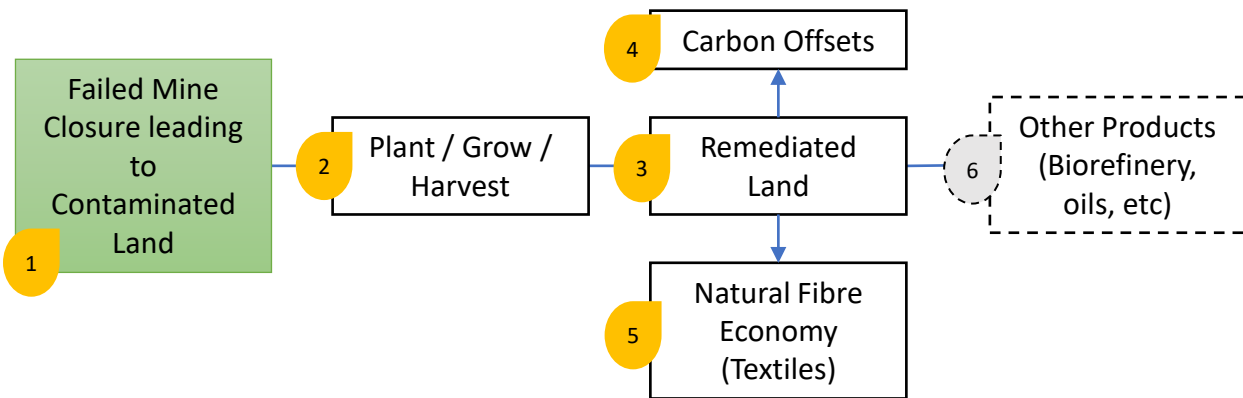 Failed Mine
Closure leading
to
Contaminated
Land
1
2
Plant / Grow /
Harvest
3
Remediated
Land
4
Carbon Offsets
5
Natural Fibre
Economy
(Textiles)
6
Other Products
(Biorefinery,
oils, etc)